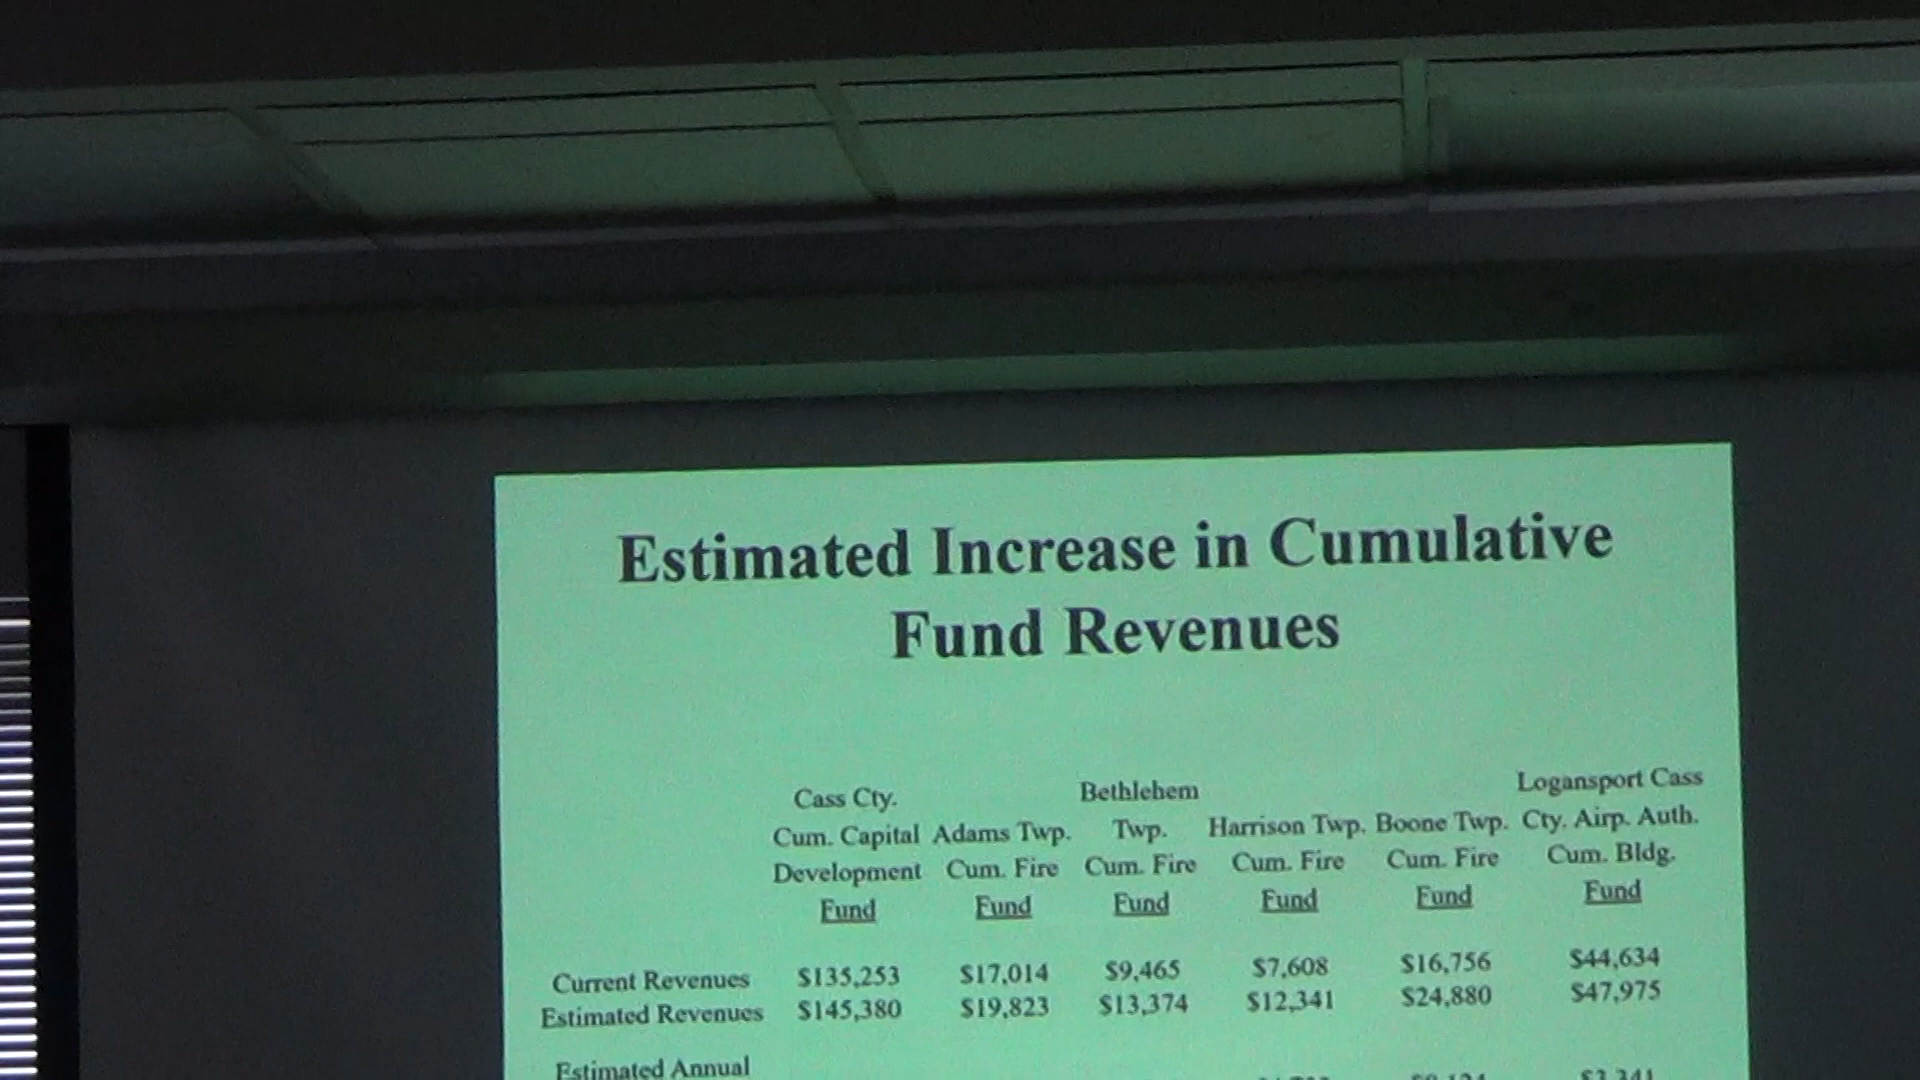 Estimated Increase in Cumulative
Fund Revenues
Cass Cty. Bethlehem Logansport Cass
Cum. Capital Adams Twp. Twp. Harrison Twp. Boone Twp. Cty. Airp. Auth.
Development Cum. Fire Cum. Fire Cum. Fire Cum. Fire Cum. Bldg.
Fund Fund Fund Fund Fund Fund
Current Revenues $135,253 $17,014 $9,465 $7,608 $16,756 $44,634
Estimated Revenues $145,380 $19,823 $13,374 $12,341 $24,880 $47,975
Estimated Annual
$3,341